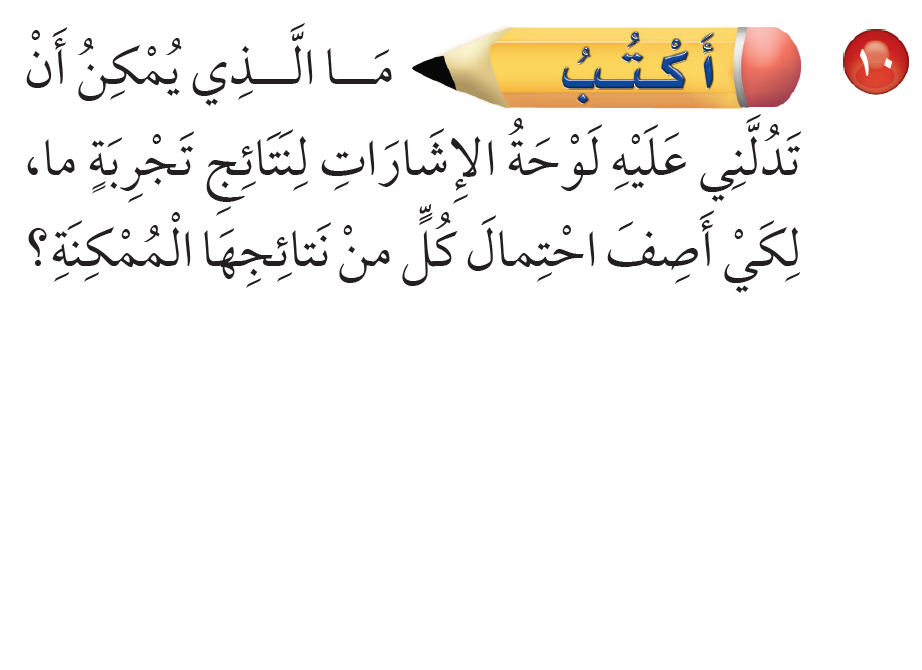 ١٠ أَكْتُبُ مَـــا الَّـــذِي يُمْكِنُ أَنْ
تَدُلَّنِي عَلَيْهِ لَوْحَةُ الإِشَارَاتِ لِنَتَائِجِ تَجْرِبَةٍ ما،
لِكَيْ أَصِفَ احْتِمالَ كُلٍّ منْ نَتائِجِهَا الْمُمْكِنَةِ؟